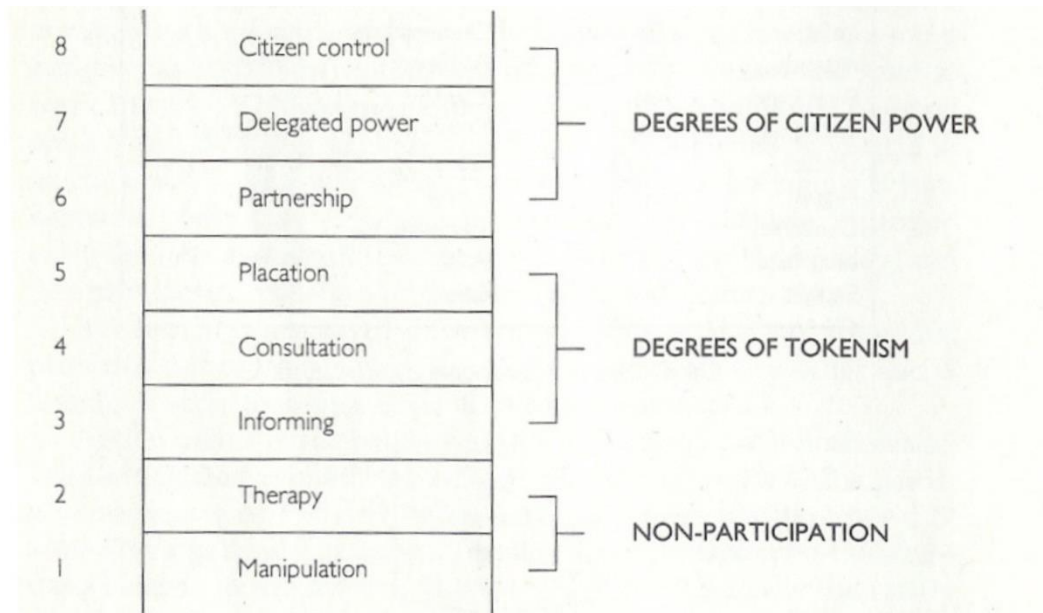 8 Citizen control
7 Delegated power DEGREES OF CITIZEN POWER
6 Partnership
5 Placation
4 Consultation DEGREES OF TOKENISM
3 Informing
2 Therapy
NON-PARTICIPATION
1 Manipulation